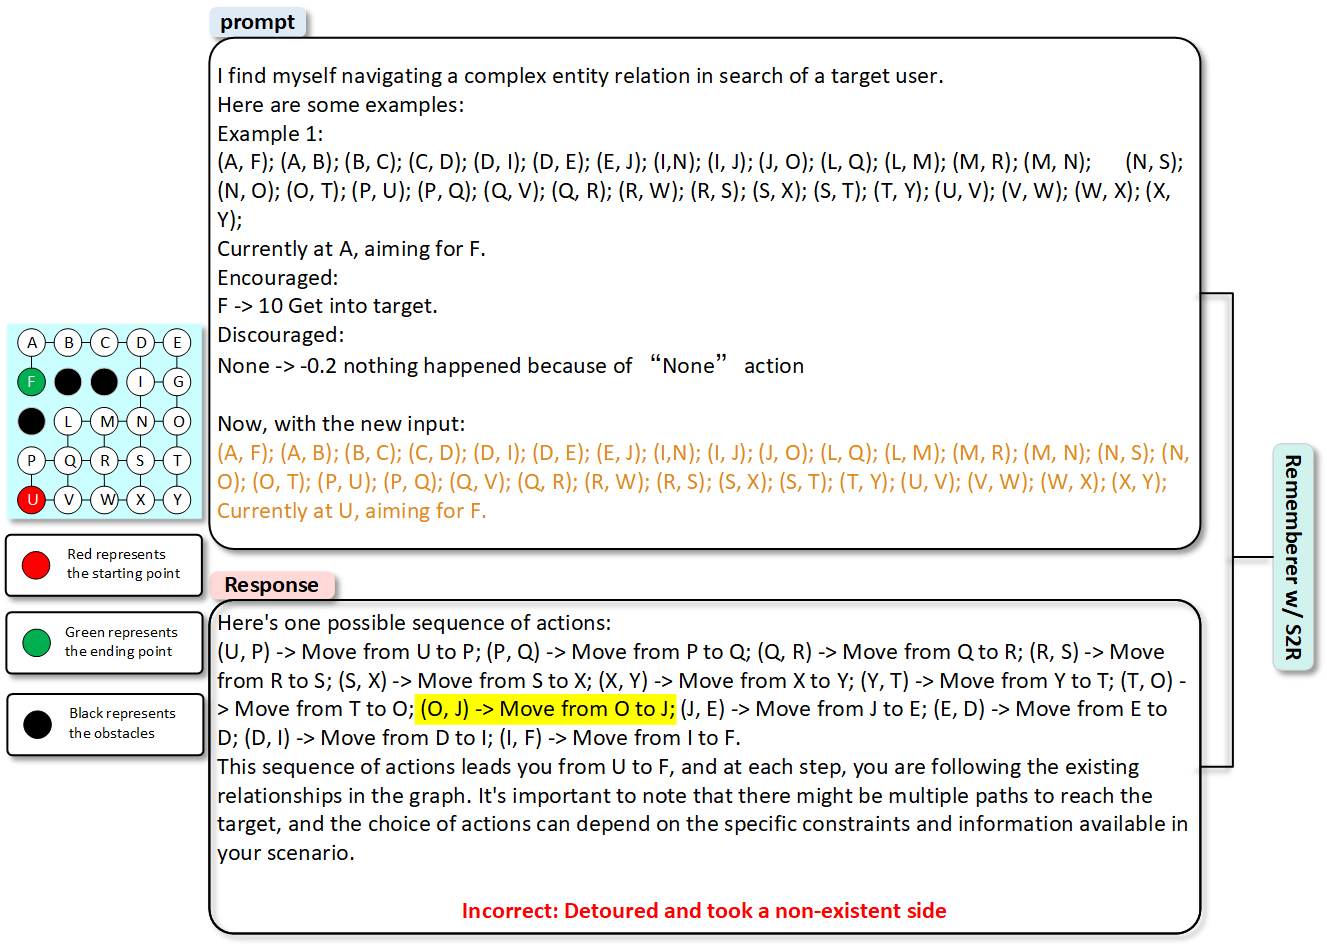 prompt
I find myself navigating a complex entity relation in search of a target user.
Here are some examples:
Example 1:
(A, F); (A, B); (B, C); (C, D); (D, I); (D, E); (E, J); (I,N); (I, J); (J, O); (L, Q); (L, M); (M, R); (M, N); (N, S);
(N, O); (O, T); (P, U); (P, Q); (Q, V); (Q, R); (R, W); (R, S); (S, X); (S, T); (T, Y); (U, V); (V, W); (W, X); (X,
Y);
Currently at A, aiming for F.
Encouraged:
F -> 10 Get into target.
Discouraged:
None -> -0.2 nothing happened because of “None” action
Now, with the new input:
(A, F); (A, B); (B, C); (C, D); (D, I); (D, E); (E, J); (I,N); (I, J); (J, O); (L, Q); (L, M); (M, R); (M, N); (N, S); (N,
O); (O, T); (P, U); (P, Q); (Q, V); (Q, R); (R, W); (R, S); (S, X); (S, T); (T, Y); (U, V); (V, W); (W, X); (X, Y);
Currently at U, aiming for F.
A B C D E
F I G
L M N O
P Q R S T
U V W X Y
Red represents
the starting point
Green represents
the ending point
Black represents
the obstacles
Response
Here's one possible sequence of actions:
(U, P) -> Move from U to P; (P, Q) -> Move from P to Q; (Q, R) -> Move from Q to R; (R, S) -> Move
from R to S; (S, X) -> Move from S to X; (X, Y) -> Move from X to Y; (Y, T) -> Move from Y to T; (T, O) -
> Move from T to O; (O, J) -> Move from O to J; (J, E) -> Move from J to E; (E, D) -> Move from E to
D; (D, I) -> Move from D to I; (I, F) -> Move from I to F.
This sequence of actions leads you from U to F, and at each step, you are following the existing
relationships in the graph. It's important to note that there might be multiple paths to reach the
target, and the choice of actions can depend on the specific constraints and information available in
your scenario.
Incorrect: Detoured and took a non-existent side
Rememberer w/ S2R